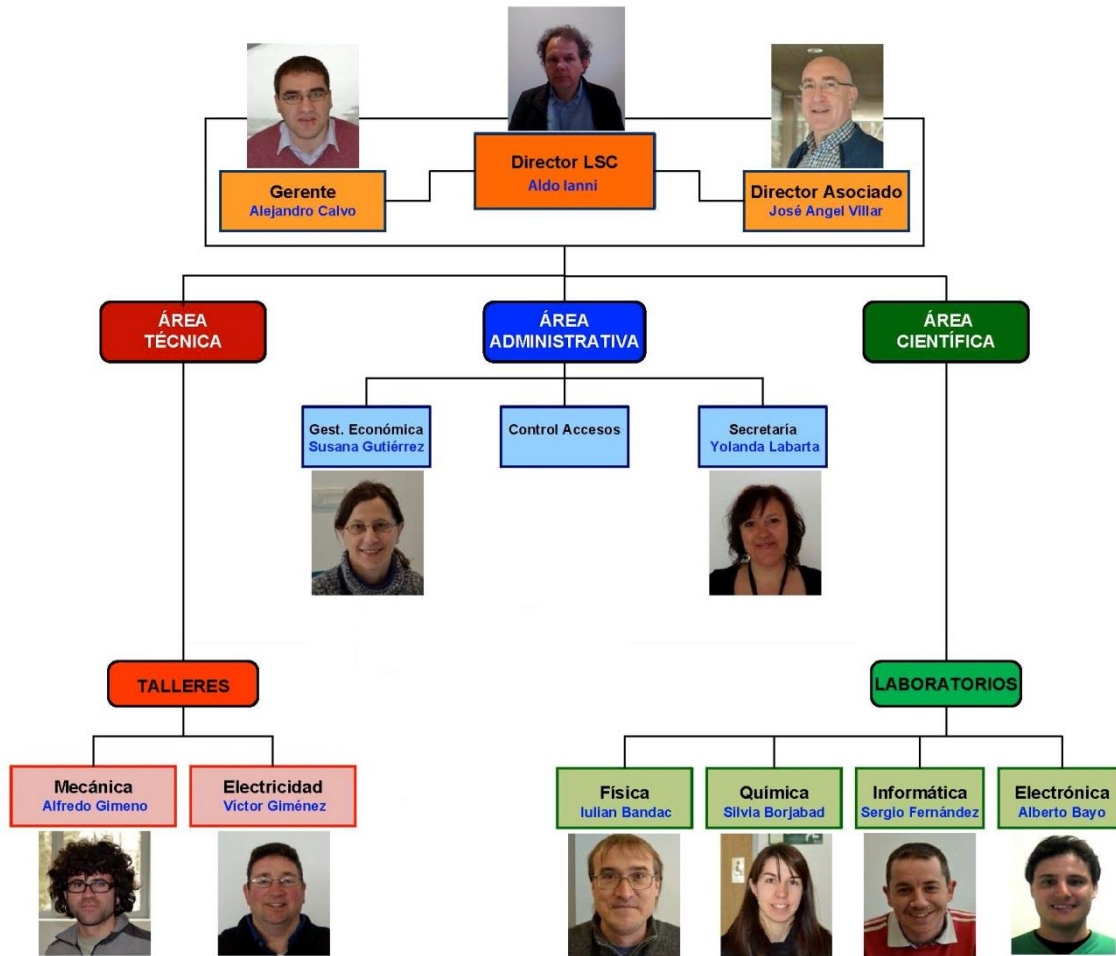 Director LSC
Aldo Ianni
Gerente
Alejandro Calvo
Director Asociado
José Angel Villar
ÁREA
TÉCNICA
ÁREA
ADMINISTRATIVA
ÁREA
CIENTÍFICA
Gest. Económica
Susana Gutiérrez
Control Accesos
Secretaría
Yolanda Labarta
TALLERES
LABORATORIOS
Mecánica
Alfredo Gimeno
Electricidad
Víctor Giménez
Física
Iulian Bandac
Química
Silvia Borjabad
Informática
Sergio Fernández
Electrónica
Alberto Bayo